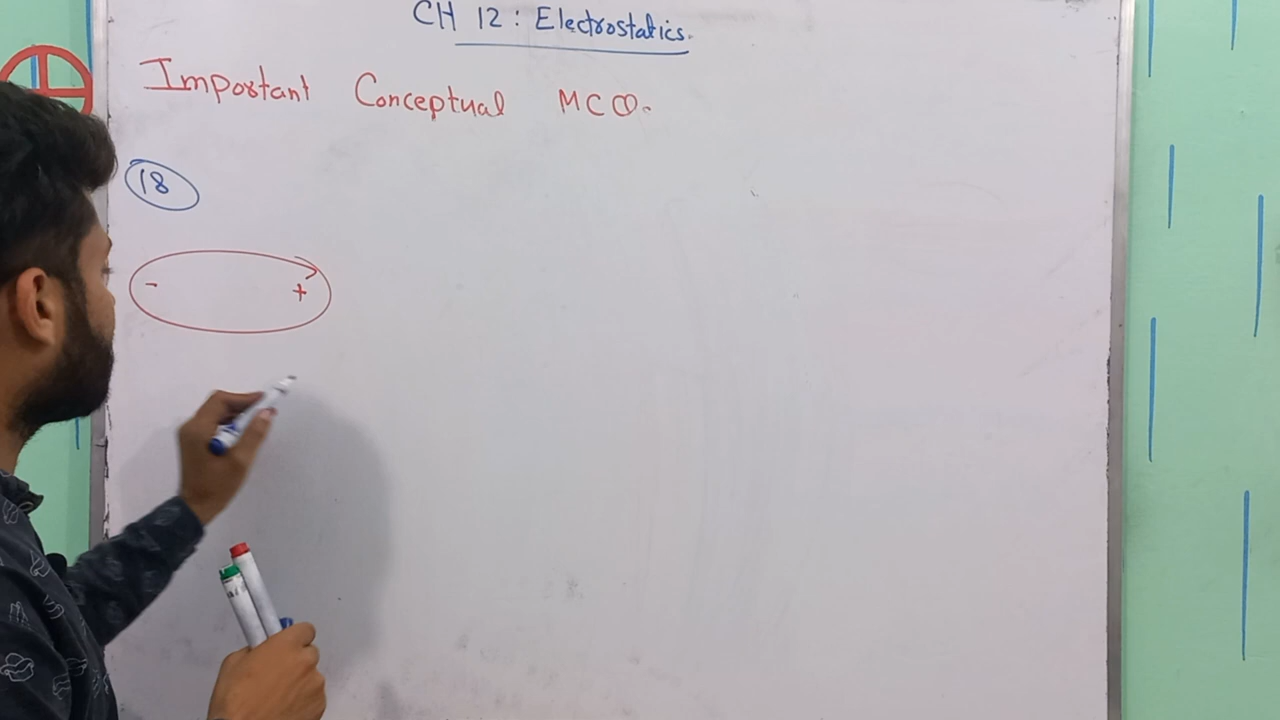 CH 12: Electrostatics.
Important Conceptual MCQ.
18
- +